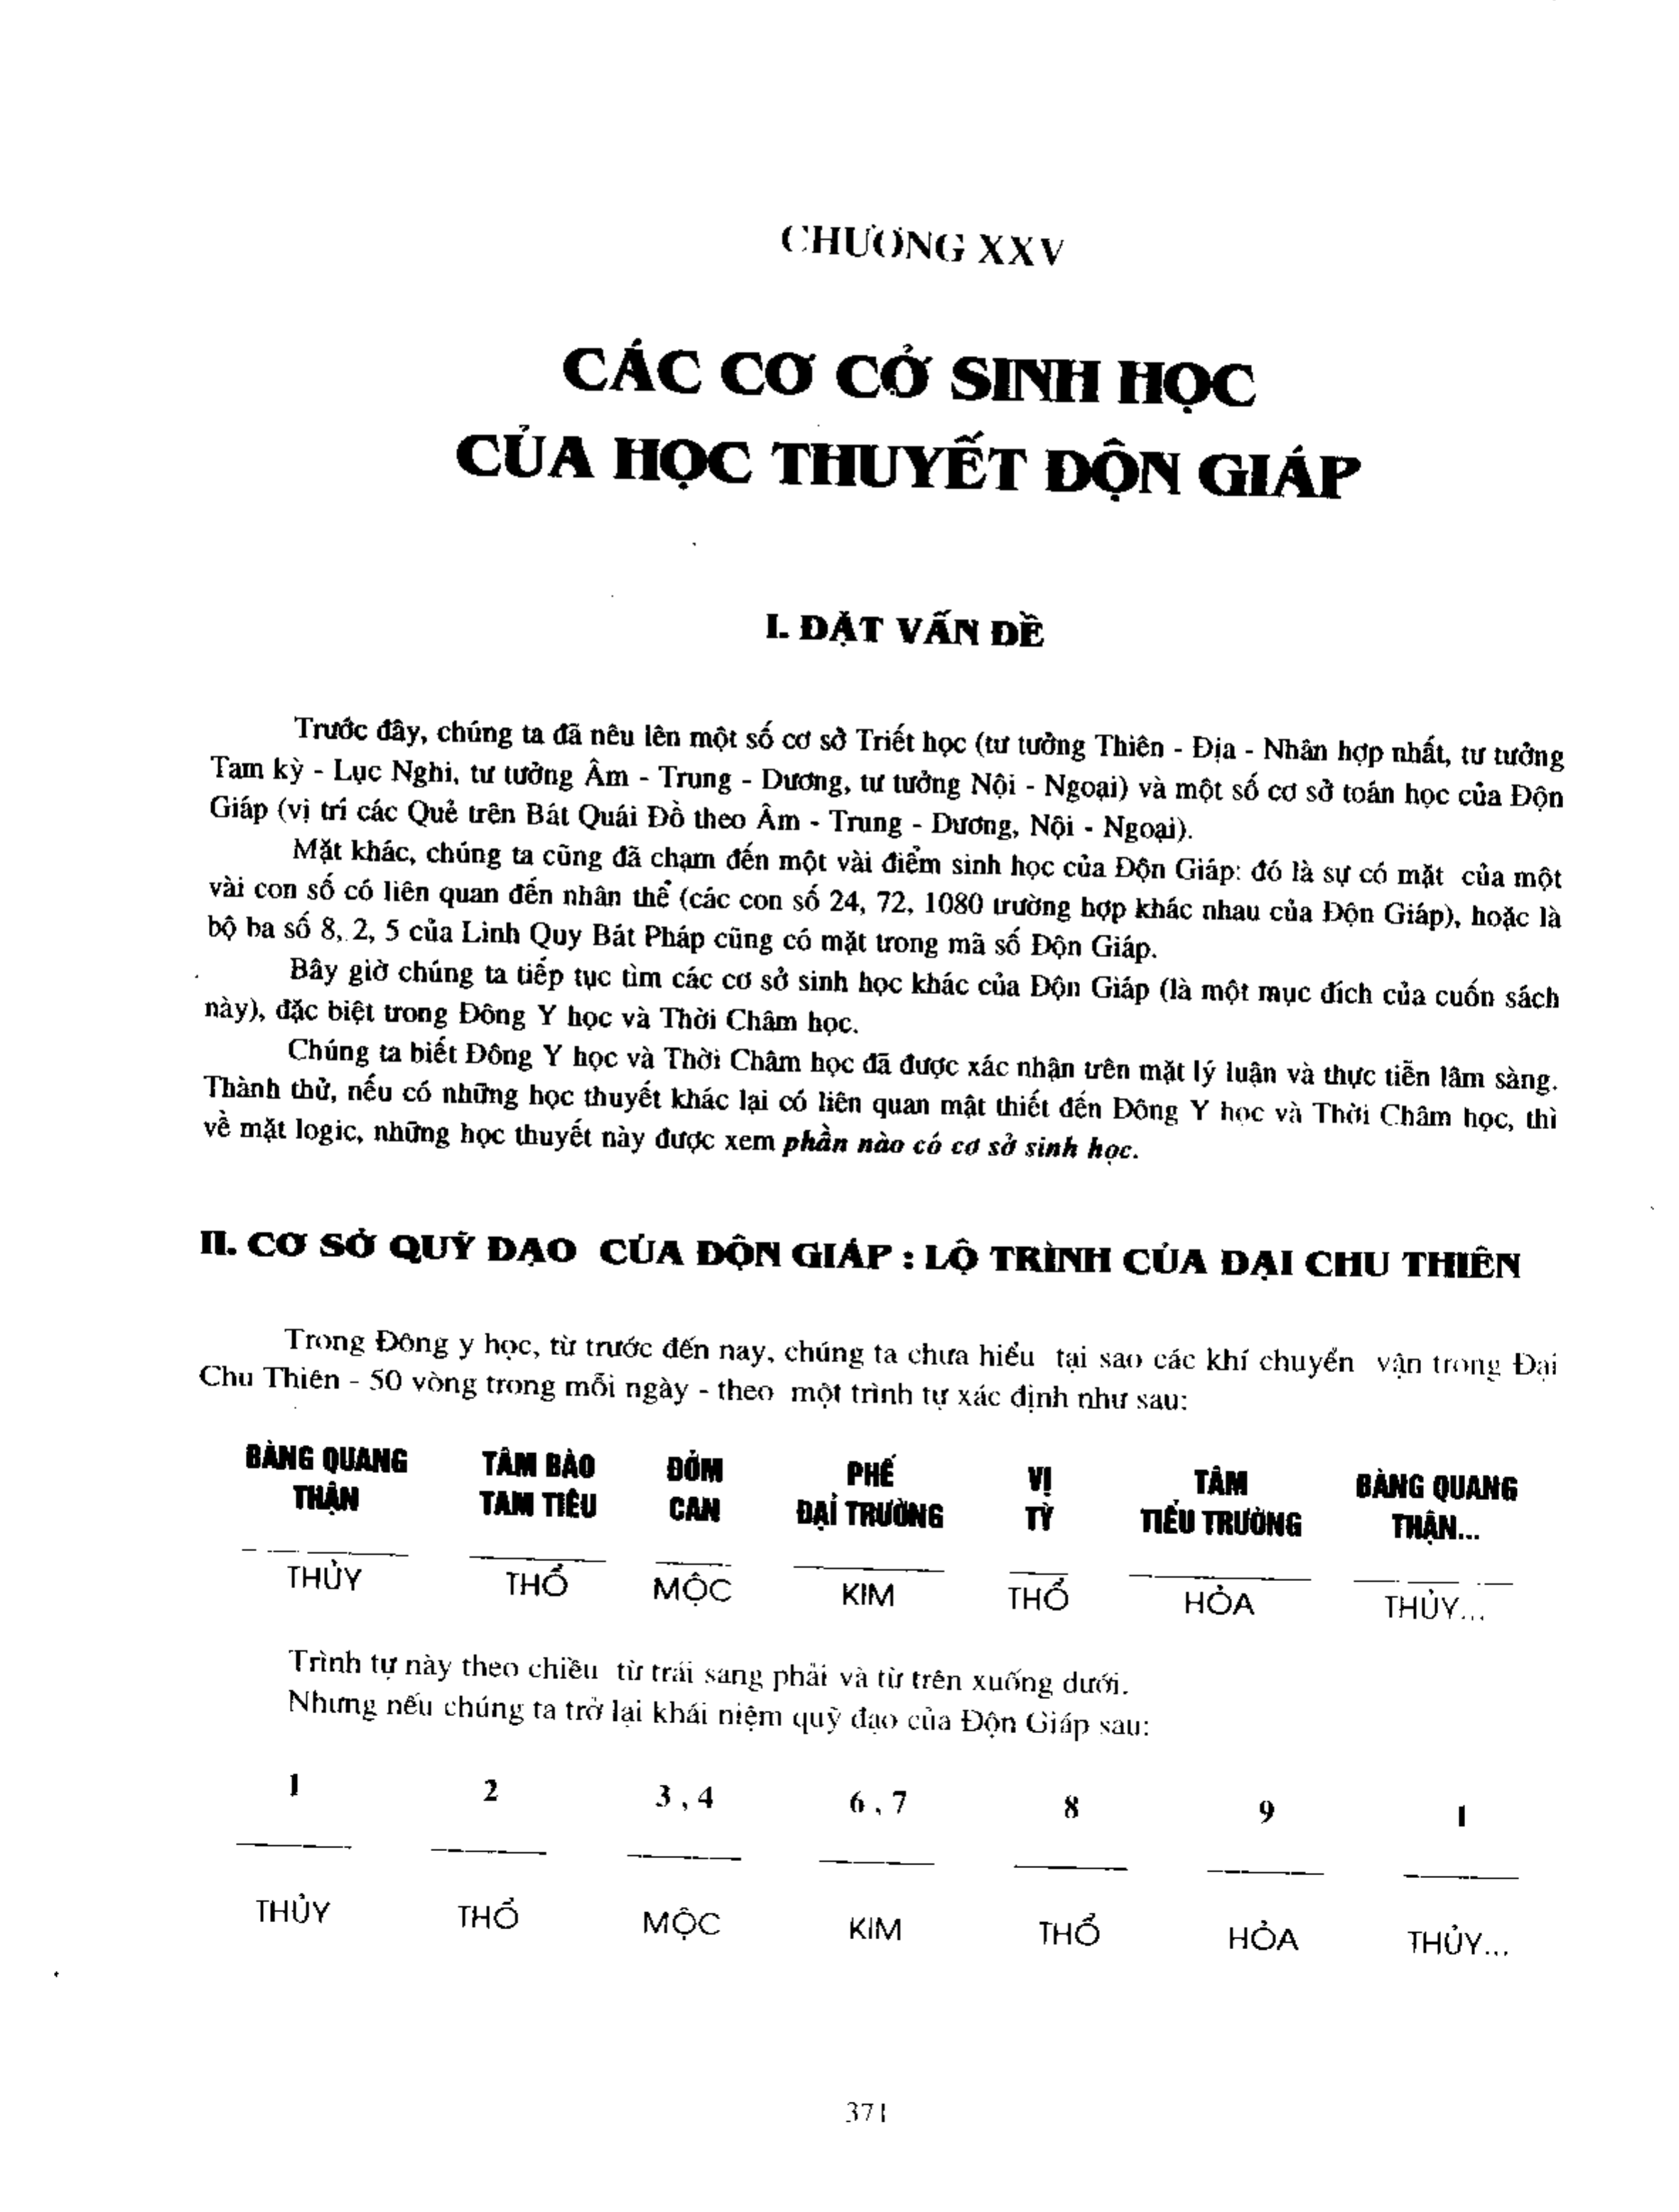 CHƯƠNG XXV
CÁC CƠ CỞ SINH HỌC
CỦA HỌC THUYẾT ĐỘN GIÁP
I. ĐẶT VẤN ĐỀ
Trước đây, chúng ta đã nêu lên một số cơ sở Triết học (tư tưởng Thiên - Địa - Nhân hợp nhất, tư tưởng
Tam kỳ - Lục Nghi, tư tưởng Âm - Trung - Dương, tư tưởng Nội - Ngoại) và một số cơ sở toán học của Độn
Giáp (vị trí các Quẻ trên Bát Quái Đồ theo Âm - Trung - Dương, Nội - Ngoại).
Mặt khác, chúng ta cũng đã chạm đến một vài điểm sinh học của Độn Giáp: đó là sự có mặt của một
vài con số có liên quan đến nhân thể (các con số 24, 72, 1080 trường hợp khác nhau của Độn Giáp), hoặc là
bộ ba số 8, 2, 5 của Linh Quy Bát Pháp cũng có mặt trong mã số Độn Giáp.
Bây giờ chúng ta tiếp tục tìm các cơ sở sinh học khác của Độn Giáp (là một mục đích của cuốn sách
này), đặc biệt trong Đông Y học và Thời Châm học.
Chúng ta biết Đông Y học và Thời Châm học đã được xác nhận trên mặt lý luận và thực tiễn lâm sàng.
Thành thử, nếu có những học thuyết khác lại có liên quan mật thiết đến Đông Y học và Thời Châm học, thì
về mặt logic, những học thuyết này được xem phần nào có cơ sở sinh học.
II. CƠ SỞ QUỸ ĐẠO CỦA ĐỘN GIÁP : LỘ TRÌNH CỦA ĐẠI CHU THIÊN
Trong Đông y học, từ trước đến nay, chúng ta chưa hiểu tại sao các khí chuyển vận trong Đại
Chu Thiên - 50 vòng trong mỗi ngày - theo một trình tự xác định như sau:
BÀNG QUANG TÂM BÀO ĐỞM PHẾ VỊ TÂM BÀNG QUANG
THẬN TAM TIÊU CAN ĐẠI TRƯỜNG TỲ TIỂU TRƯỜNG THẬN...
THỦY THỔ MỘC KIM THỔ HỎA THỦY...
Trình tự này theo chiều từ trái sang phải và từ trên xuống dưới.
Nhưng nếu chúng ta trở lại khái niệm quỹ đạo của Độn Giáp sau:
1 2 3 , 4 6 , 7 8 9 1
THỦY THỔ MỘC KIM THỔ HỎA THỦY...
371